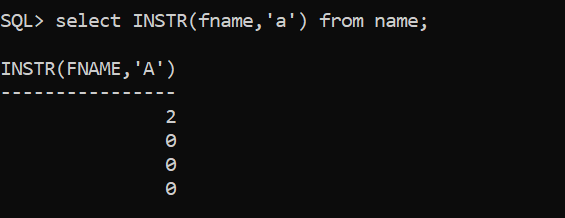 SQL> select INSTR(fname,'a') from name;
INSTR(FNAME,'A')
----------------
2
0
0
0